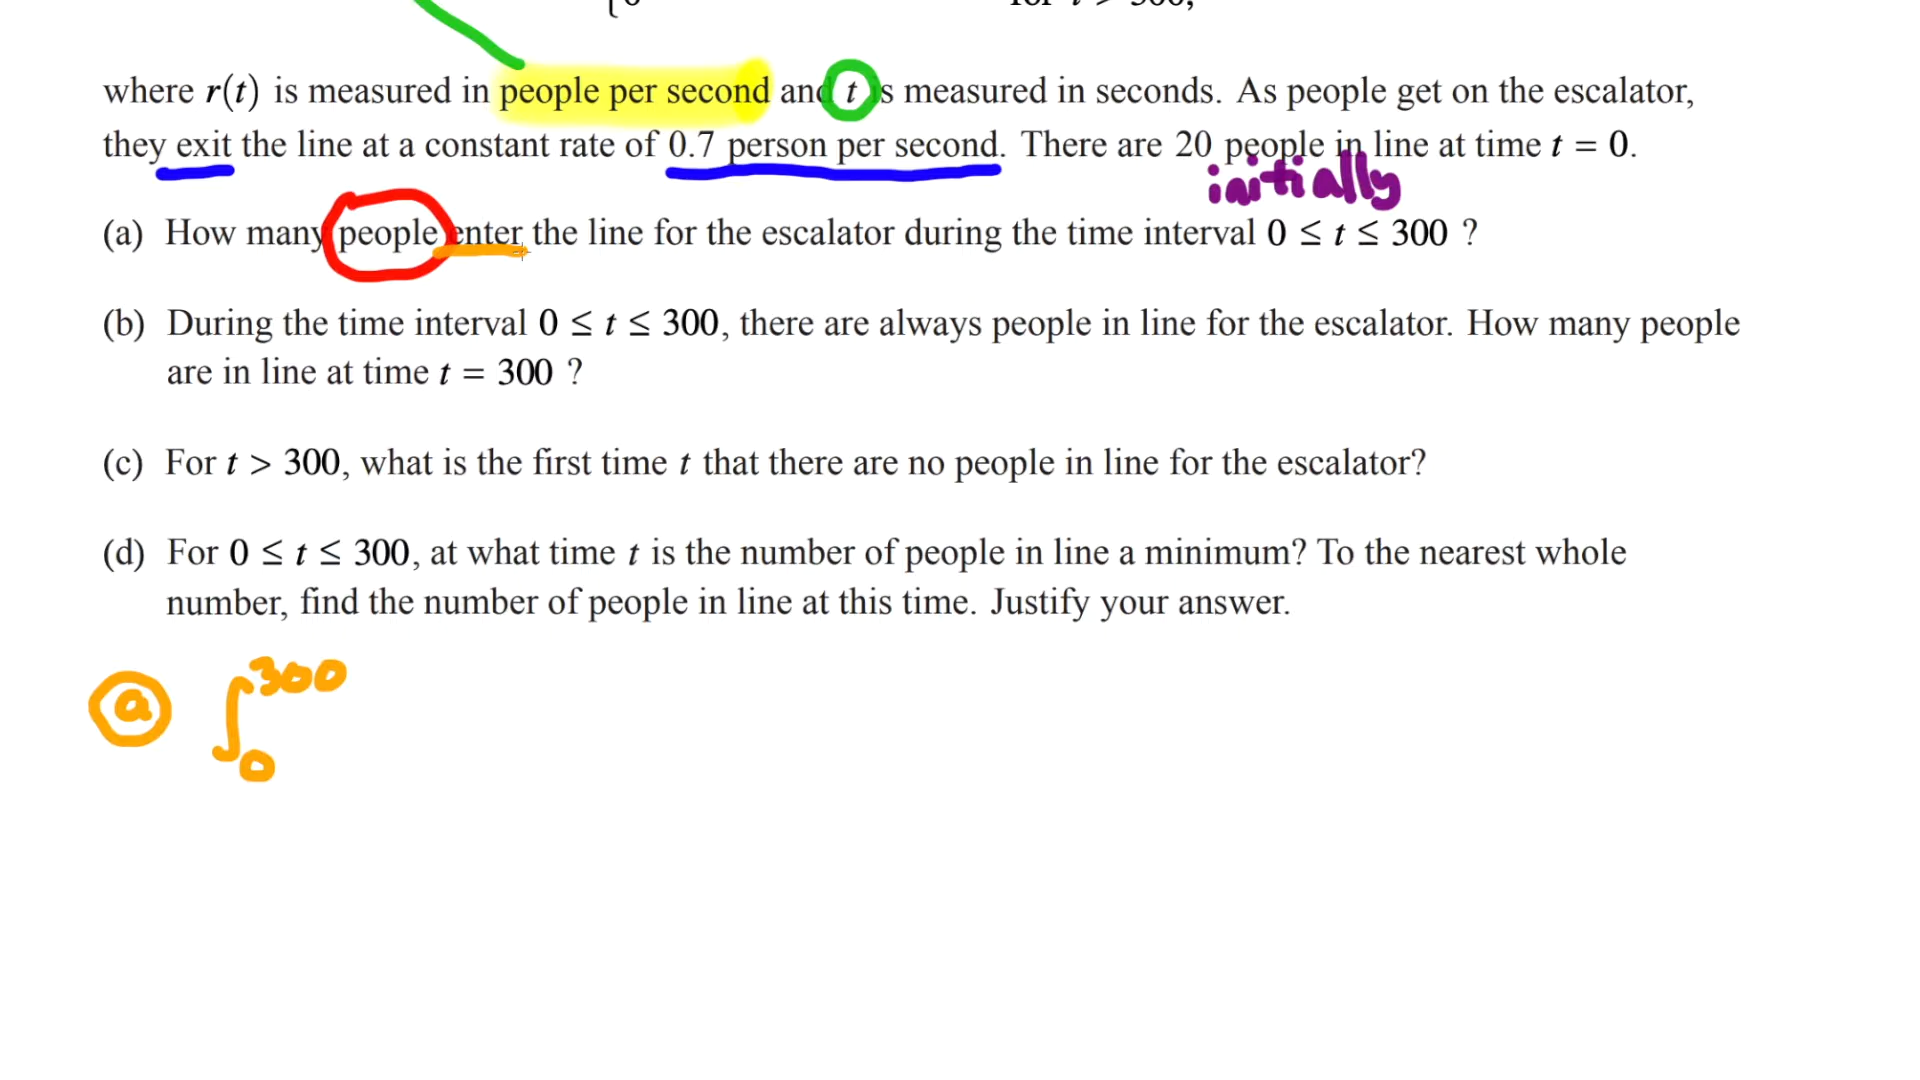 where r(t) is measured in people per second and t is measured in seconds. As people get on the escalator,
they exit the line at a constant rate of 0.7 person per second. There are 20 people in line at time t = 0.
initially
(a) How many people enter the line for the escalator during the time interval 0 ≤ t ≤ 300 ?
(b) During the time interval 0 ≤ t ≤ 300, there are always people in line for the escalator. How many people
are in line at time t = 300 ?
(c) For t > 300, what is the first time t that there are no people in line for the escalator?
(d) For 0 ≤ t ≤ 300, at what time t is the number of people in line a minimum? To the nearest whole
number, find the number of people in line at this time. Justify your answer.
300
a ∫
0